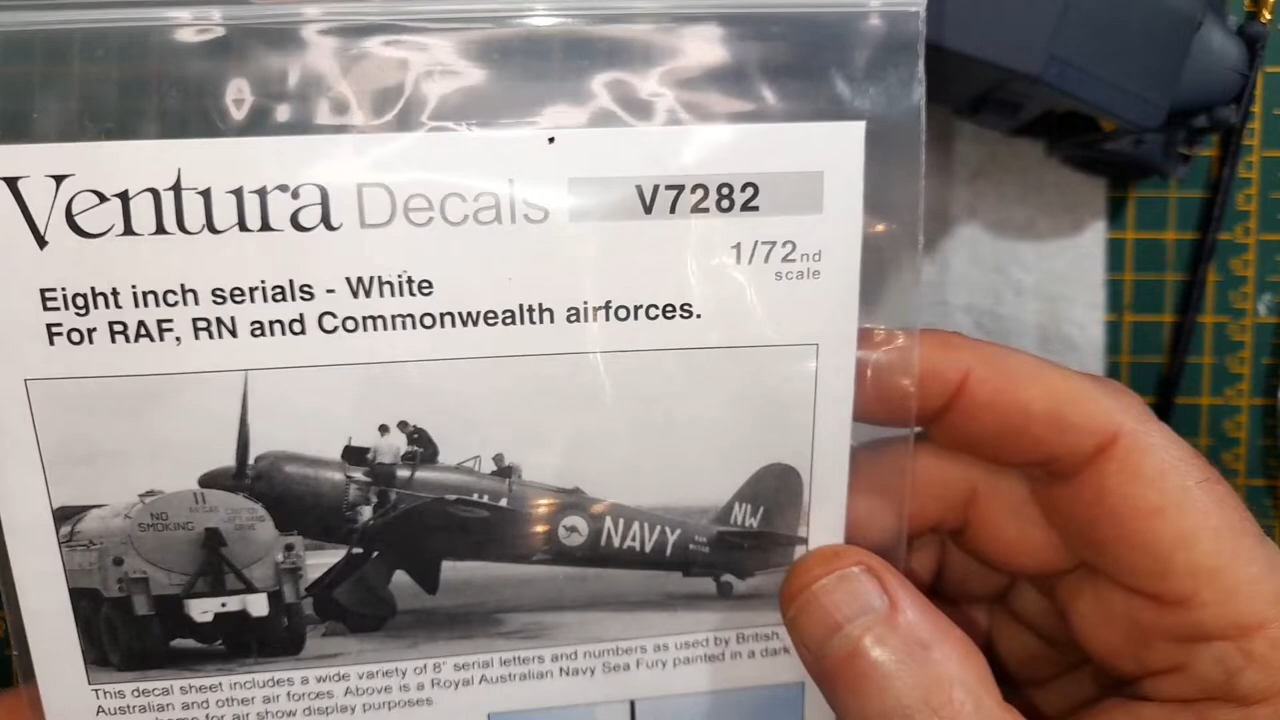 Ventura Decals V7282
1/72nd
scale
Eight inch serials - White
For RAF, RN and Commonwealth airforces.
NO
SMOKING
NAVY
NW
This decal sheet includes a wide variety of 8" serial letters and numbers as used by British,
Australian and other air forces. Above is a Royal Australian Navy Sea Fury painted in a dark
for air show display purposes.